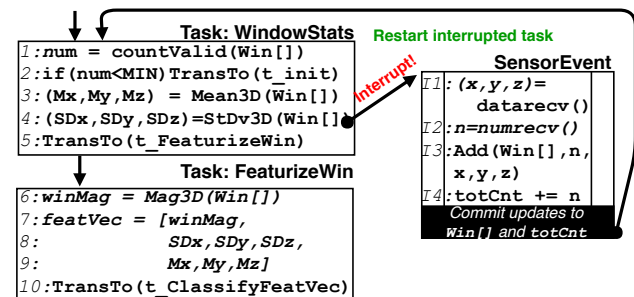 Task: WindowStats
1:num = countValid(Win[])
2:if(num<MIN)TransTo(t_init)
3:(Mx,My,Mz) = Mean3D(Win[])
4:(SDx,SDy,SDz)=StDv3D(Win[])
5:TransTo(t_FeaturizeWin)
Task: FeaturizeWin
6:winMag = Mag3D(Win[])
7:featVec = [winMag,
8: SDx,SDy,SDz,
9: Mx,My,Mz]
10:TransTo(t_ClassifyFeatVec)
Restart interrupted task
Interrupt!
SensorEvent
I1:(x,y,z)=
datarecv()
I2:n=numrecv()
I3:Add(Win[],n,
x,y,z)
I4:totCnt += n
Commit updates to
Win[] and totCnt